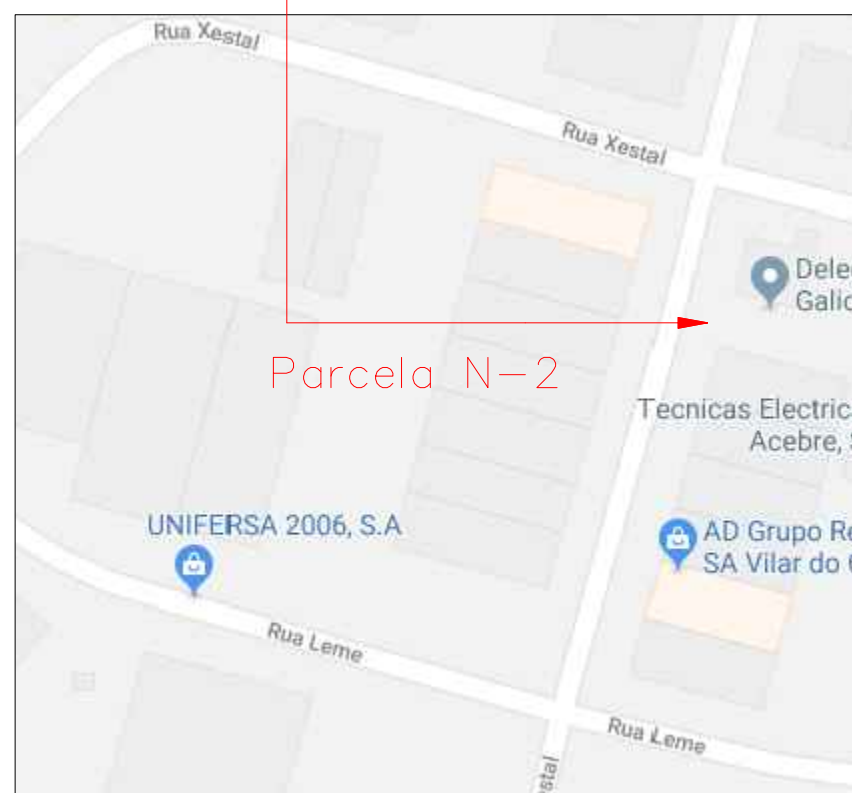 Rua Xestal
Rua Xestal
Dele
Galic
Parcela N-2
Tecnicas Electric
Acebre,
UNIFERSA 2006, S.A
AD Grupo Re
SA Vilar do
Rua Leme
Rua Leme
stal